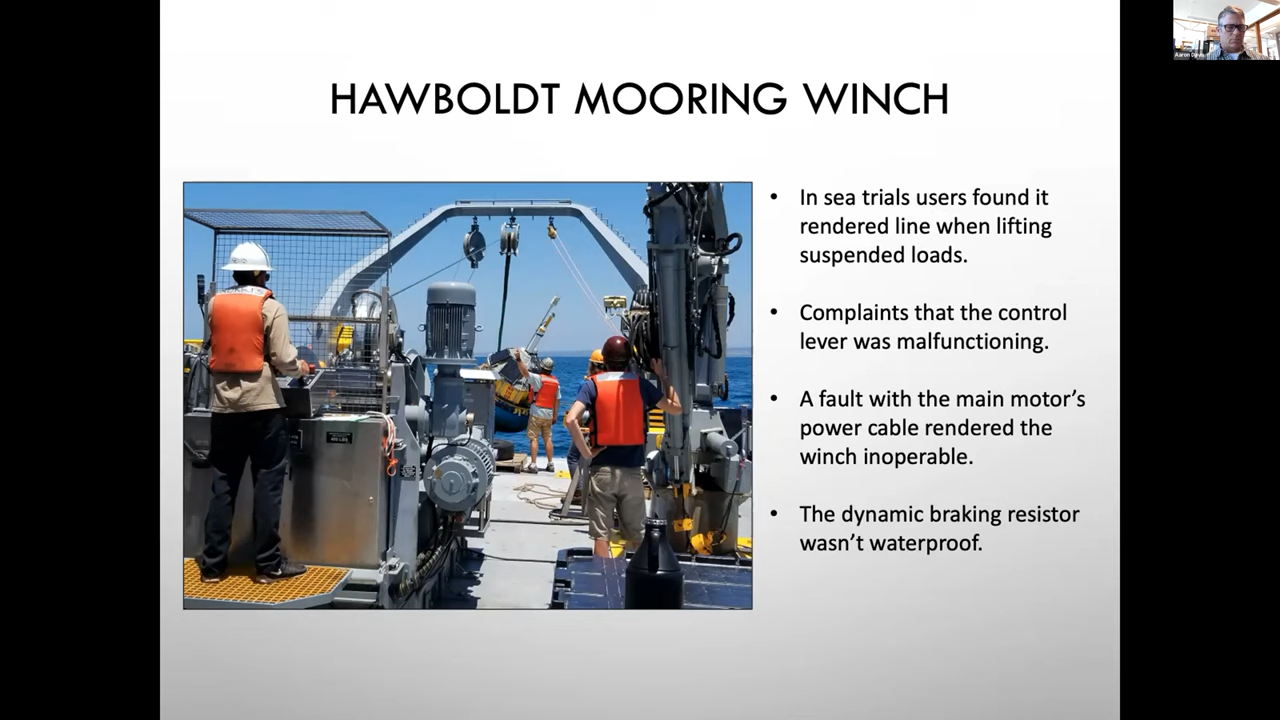 Aaron Davis
HAWBOLDT MOORING WINCH
• In sea trials users found it
rendered line when lifting
suspended loads.
• Complaints that the control
lever was malfunctioning.
• A fault with the main motor’s
power cable rendered the
winch inoperable.
• The dynamic braking resistor
wasn’t waterproof.